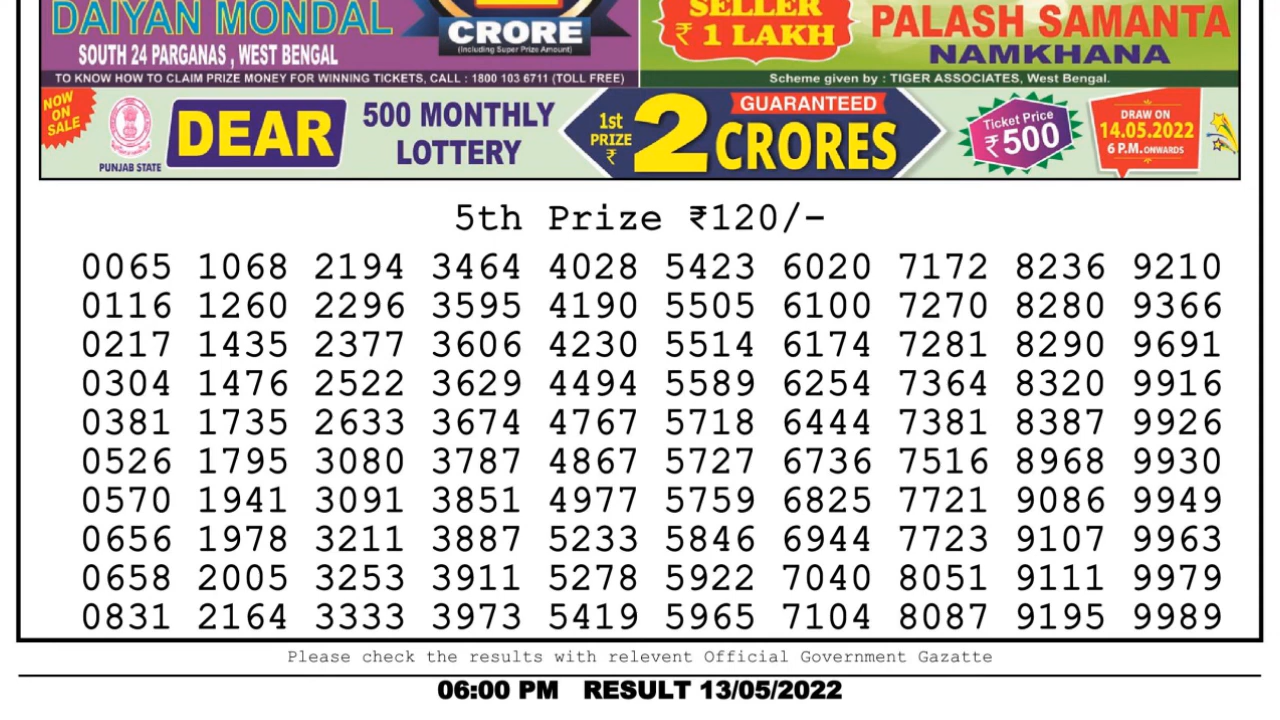 DAIYAN MONDAL
SOUTH 24 PARGANAS , WEST BENGAL
CRORE
(Including Super Prize Amount)
SELLER
₹ 1 LAKH
PALASH SAMANTA
NAMKHANA
TO KNOW HOW TO CLAIM PRIZE MONEY FOR WINNING TICKETS, CALL : 1800 103 6711 (TOLL FREE)
Scheme given by : TIGER ASSOCIATES, West Bengal.
NOW
ON
SALE
PUNJAB STATE
DEAR
500 MONTHLY
LOTTERY
1st
PRIZE
₹
2
GUARANTEED
CRORES
Ticket Price
₹500
DRAW ON
14.05.2022
6 P.M. ONWARDS
5th Prize ₹120/-
0065 1068 2194 3464 4028 5423 6020 7172 8236 9210
0116 1260 2296 3595 4190 5505 6100 7270 8280 9366
0217 1435 2377 3606 4230 5514 6174 7281 8290 9691
0304 1476 2522 3629 4494 5589 6254 7364 8320 9916
0381 1735 2633 3674 4767 5718 6444 7381 8387 9926
0526 1795 3080 3787 4867 5727 6736 7516 8968 9930
0570 1941 3091 3851 4977 5759 6825 7721 9086 9949
0656 1978 3211 3887 5233 5846 6944 7723 9107 9963
0658 2005 3253 3911 5278 5922 7040 8051 9111 9979
0831 2164 3333 3973 5419 5965 7104 8087 9195 9989
Please check the results with relevent Official Government Gazatte
06:00 PM RESULT 13/05/2022